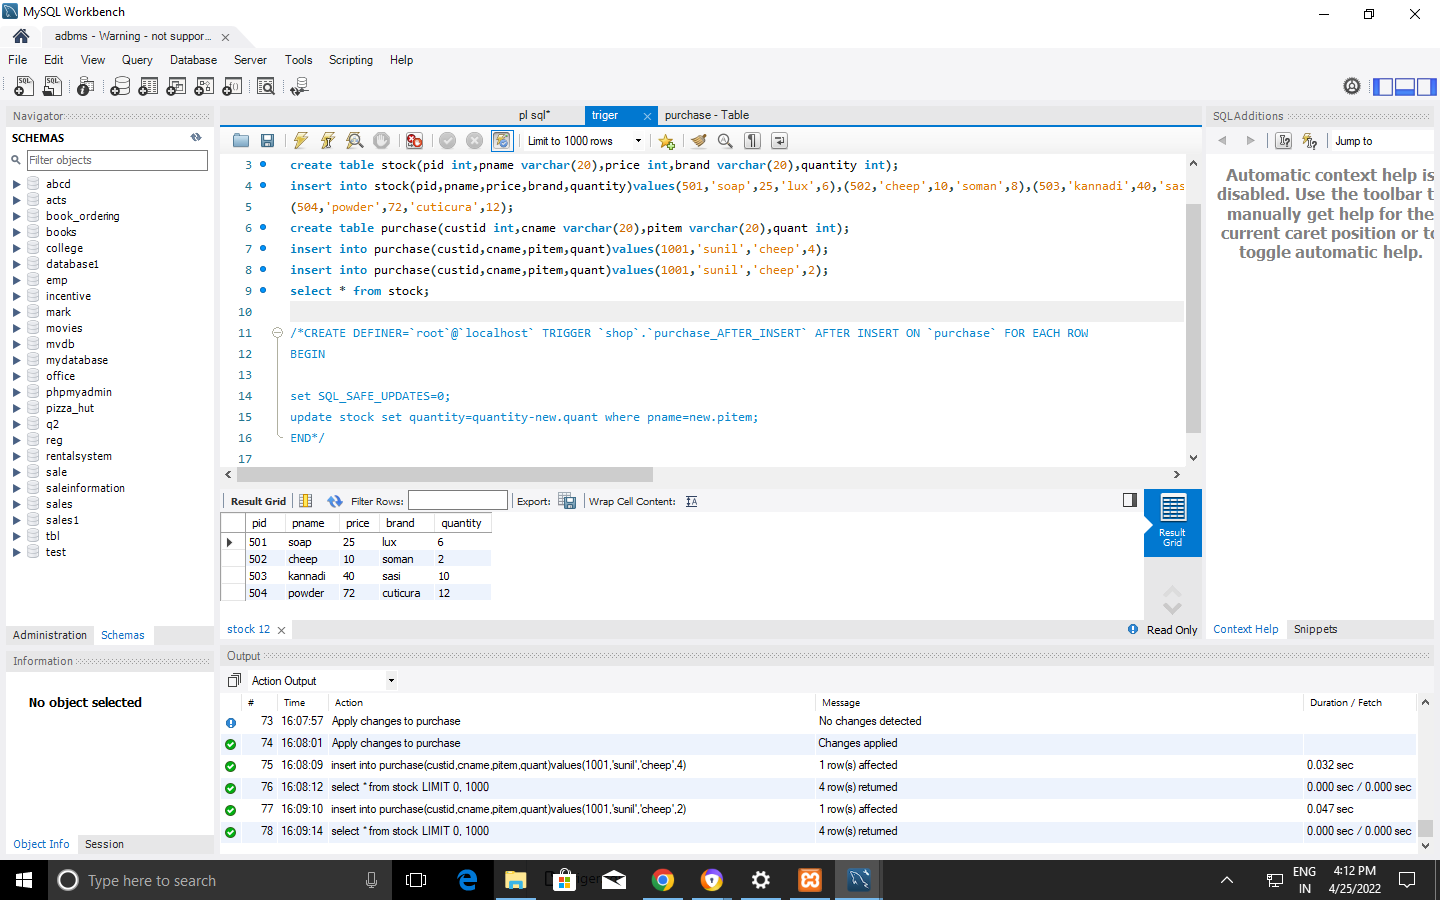 MySQL Workbench
adbms - Warning - not suppor...
File Edit View Query Database Server Tools Scripting Help
Navigator
SCHEMAS
Filter objects
abcd
acts
book_ordering
books
college
database1
emp
incentive
mark
movies
mvdb
mydatabase
office
phpmyadmin
pizza_hut
q2
reg
rentalsystem
sale
saleinformation
sales
sales1
tbl
test
Administration Schemas
Information
No object selected
Object Info Session
pl sql* triger purchase - Table
Limit to 1000 rows
3 create table stock(pid int,pname varchar(20),price int,brand varchar(20),quantity int);
4 insert into stock(pid,pname,price,brand,quantity)values(501,'soap',25,'lux',6),(502,'cheep',10,'soman',8),(503,'kannadi',40,'sas
5 (504,'powder',72,'cuticura',12);
6 create table purchase(custid int,cname varchar(20),pitem varchar(20),quant int);
7 insert into purchase(custid,cname,pitem,quant)values(1001,'sunil','cheep',4);
8 insert into purchase(custid,cname,pitem,quant)values(1001,'sunil','cheep',2);
9 select * from stock;
10
11 /*CREATE DEFINER=`root`@`localhost` TRIGGER `shop`.`purchase_AFTER_INSERT` AFTER INSERT ON `purchase` FOR EACH ROW
12 BEGIN
13
14 set SQL_SAFE_UPDATES=0;
15 update stock set quantity=quantity-new.quant where pname=new.pitem;
16 END*/
17
Result Grid Filter Rows: Export: Wrap Cell Content:
pid pname price brand quantity
501 soap 25 lux 6
502 cheep 10 soman 2
503 kannadi 40 sasi 10
504 powder 72 cuticura 12
Result
Grid
stock 12 Read Only
SQLAdditions
Jump to
Automatic context help is
disabled. Use the toolbar t
manually get help for the
current caret position or to
toggle automatic help.
Context Help Snippets
Output
Action Output
# Time Action Message Duration / Fetch
73 16:07:57 Apply changes to purchase No changes detected
74 16:08:01 Apply changes to purchase Changes applied
75 16:08:09 insert into purchase(custid,cname,pitem,quant)values(1001,'sunil','cheep',4) 1 row(s) affected 0.032 sec
76 16:08:12 select * from stock LIMIT 0, 1000 4 row(s) returned 0.000 sec / 0.000 sec
77 16:09:10 insert into purchase(custid,cname,pitem,quant)values(1001,'sunil','cheep',2) 1 row(s) affected 0.047 sec
78 16:09:14 select * from stock LIMIT 0, 1000 4 row(s) returned 0.000 sec / 0.000 sec
Type here to search
ENG
IN
4:12 PM
4/25/2022